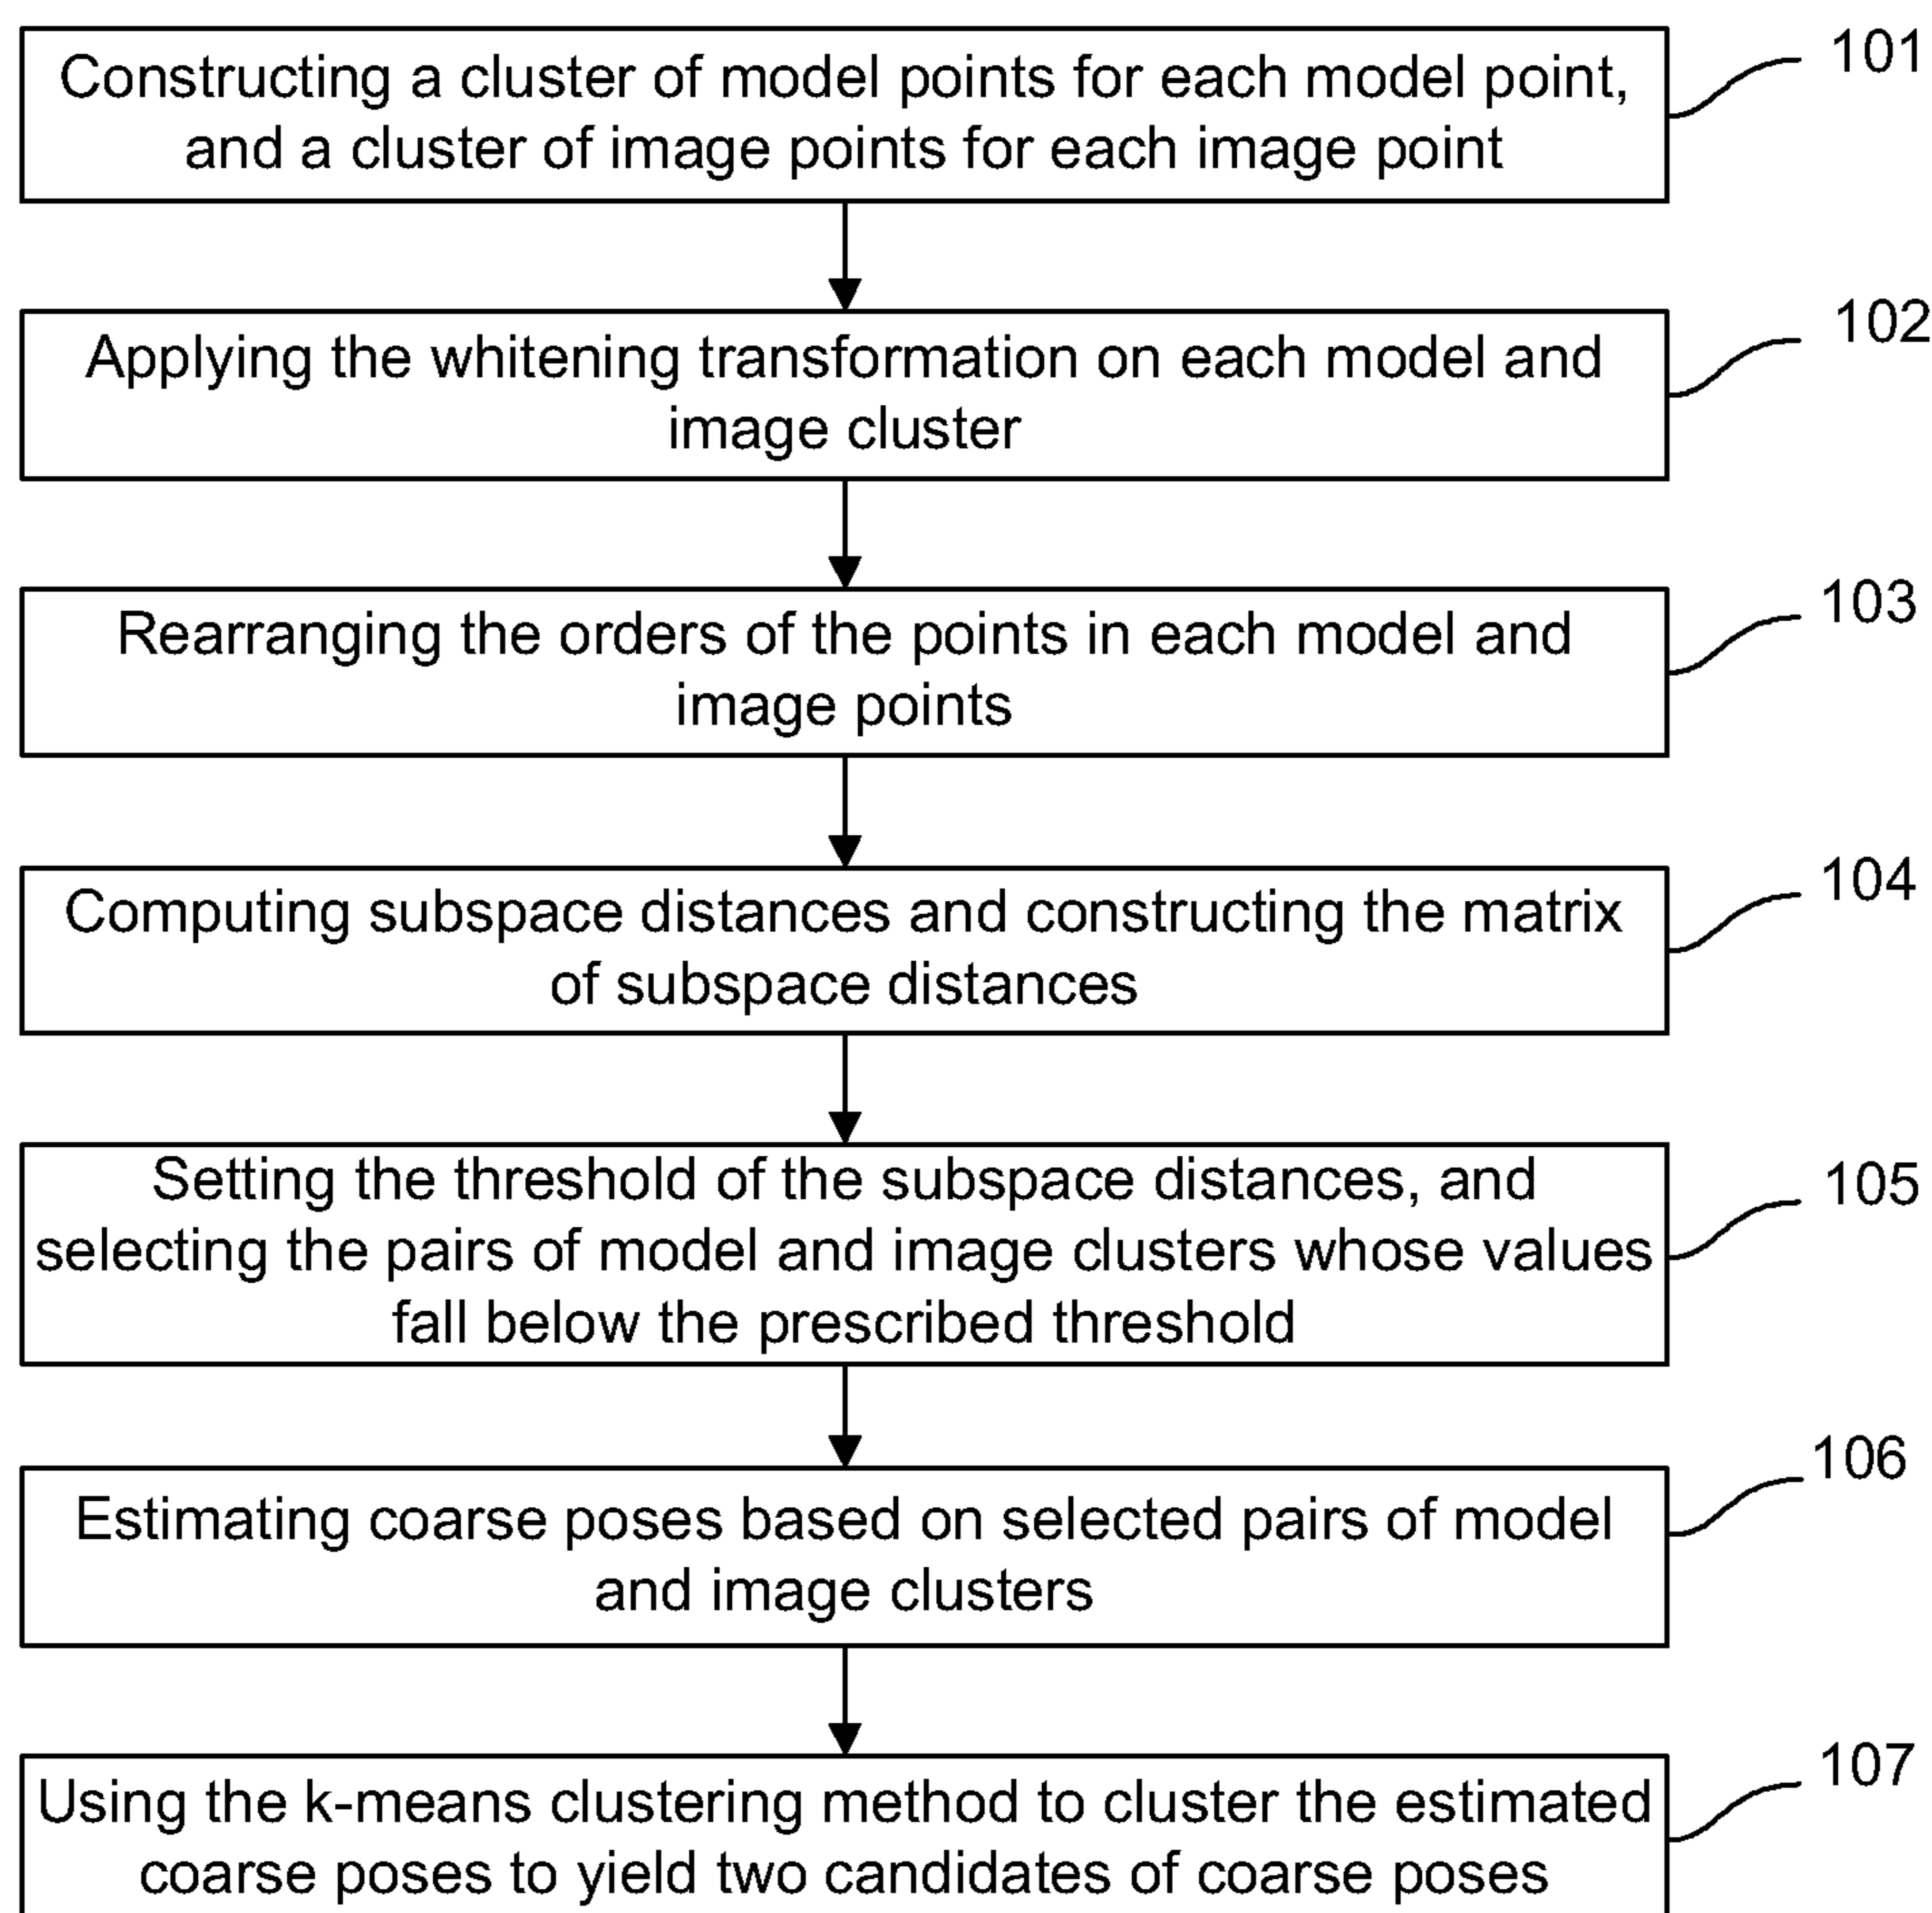 Constructing a cluster of model points for each model point,
and a cluster of image points for each image point
101
Applying the whitening transformation on each model and
image cluster
102
Rearranging the orders of the points in each model and
image points
103
Computing subspace distances and constructing the matrix
of subspace distances
104
Setting the threshold of the subspace distances, and
selecting the pairs of model and image clusters whose values
fall below the prescribed threshold
105
Estimating coarse poses based on selected pairs of model
and image clusters
106
Using the k-means clustering method to cluster the estimated
coarse poses to yield two candidates of coarse poses
107